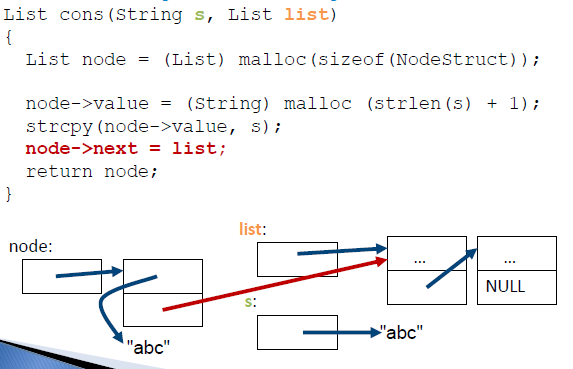 List cons(String s, List list)
{
List node = (List) malloc(sizeof(NodeStruct));
node->value = (String) malloc (strlen(s) + 1);
strcpy(node->value, s);
node->next = list;
return node;
}
list:
node:
...
...
NULL
s:
"abc"
"abc"